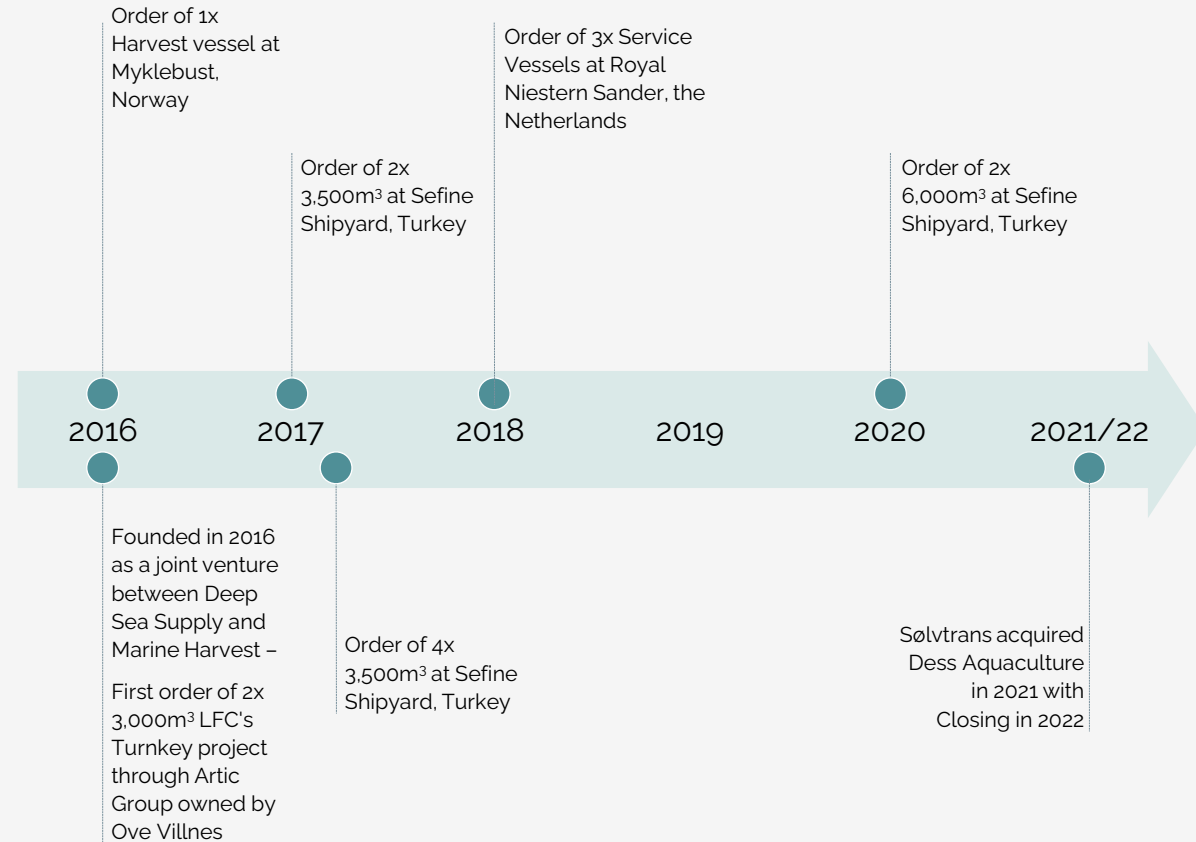 Order of 1x
Harvest vessel at
Myklebust,
Norway
Order of 3x Service
Vessels at Royal
Niestern Sander, the
Netherlands
Order of 2x
3,500m³ at Sefine
Shipyard, Turkey
Order of 2x
6,000m³ at Sefine
Shipyard, Turkey
2016
2017
2018
2019
2020
2021/22
Founded in 2016
as a joint venture
between Deep
Sea Supply and
Marine Harvest –
First order of 2x
3,000m³ LFC's
Turnkey project
through Artic
Group owned by
Ove Villnes
Order of 4x
3,500m³ at Sefine
Shipyard, Turkey
Sølvtrans acquired
Dess Aquaculture
in 2021 with
Closing in 2022